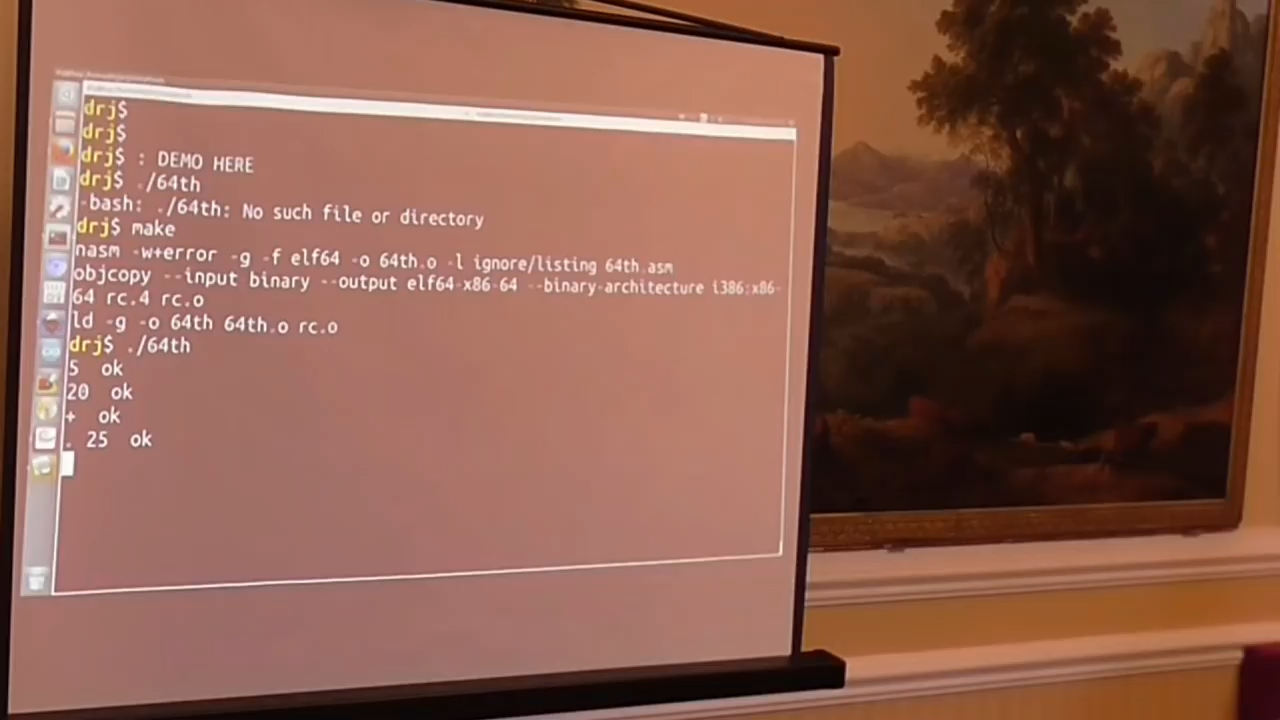 drj$
drj$
drj$ : DEMO HERE
drj$ ./64th
-bash: ./64th: No such file or directory
drj$ make
nasm -w+error -g -f elf64 -o 64th.o -l ignore/listing 64th.asm
objcopy --input binary --output elf64-x86-64 --binary-architecture i386:x86-
64 rc.4 rc.o
ld -g -o 64th 64th.o rc.o
drj$ ./64th
5  ok
20  ok
+  ok
. 25  ok